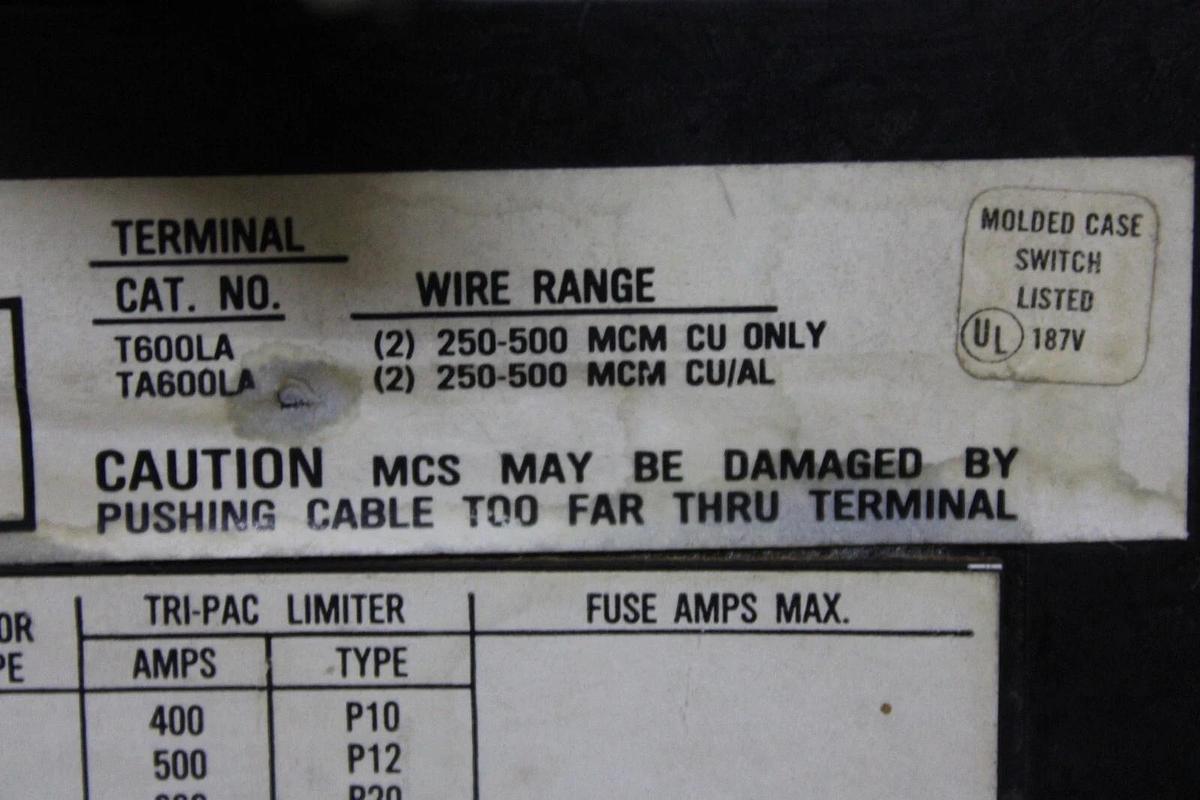 TERMINAL
CAT. NO. WIRE RANGE
T600LA (2) 250-500 MCM CU ONLY
TA600LA (2) 250-500 MCM CU/AL
CAUTION MCS MAY BE DAMAGED BY
PUSHING CABLE TOO FAR THRU TERMINAL
MOLDED CASE
SWITCH
LISTED
UL 187V
TRI-PAC LIMITER FUSE AMPS MAX.
AMPS TYPE
400 P10
500 P12
P20